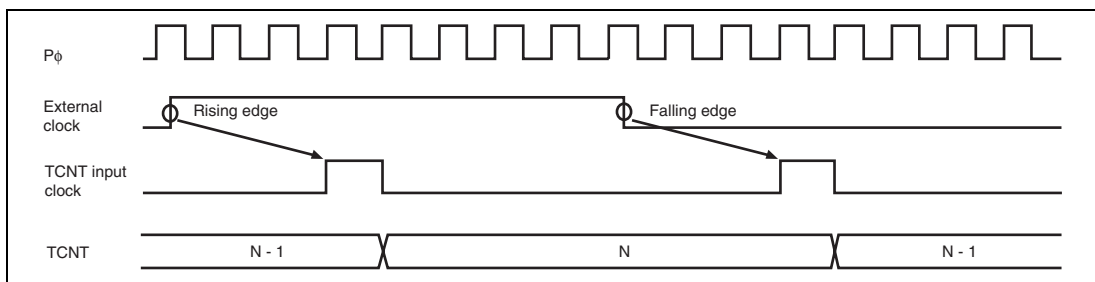 Pϕ
External
clock
Rising edge
Falling edge
TCNT input
clock
TCNT
N - 1
N
N - 1